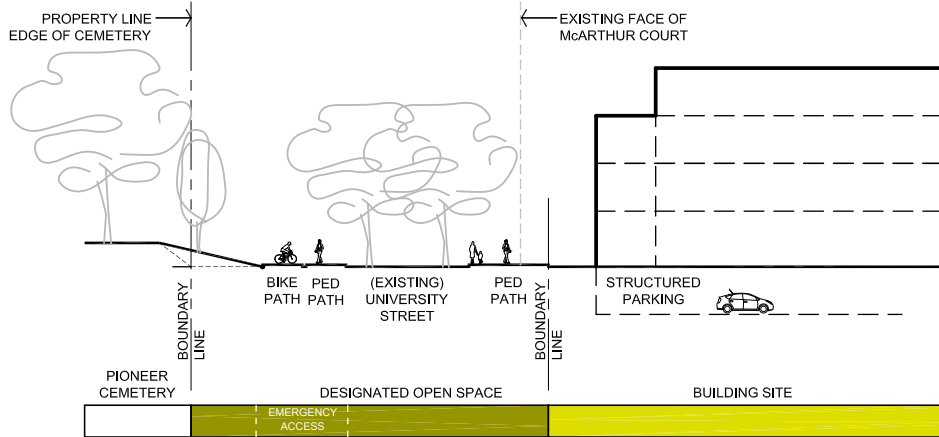 PROPERTY LINE
EDGE OF CEMETERY
EXISTING FACE OF
McARTHUR COURT
BIKE
PATH
PED
PATH
(EXISTING)
UNIVERSITY
STREET
PED
PATH
STRUCTURED
PARKING
BOUNDARY
LINE
BOUNDARY
LINE
PIONEER
CEMETERY
DESIGNATED OPEN SPACE
BUILDING SITE
EMERGENCY
ACCESS